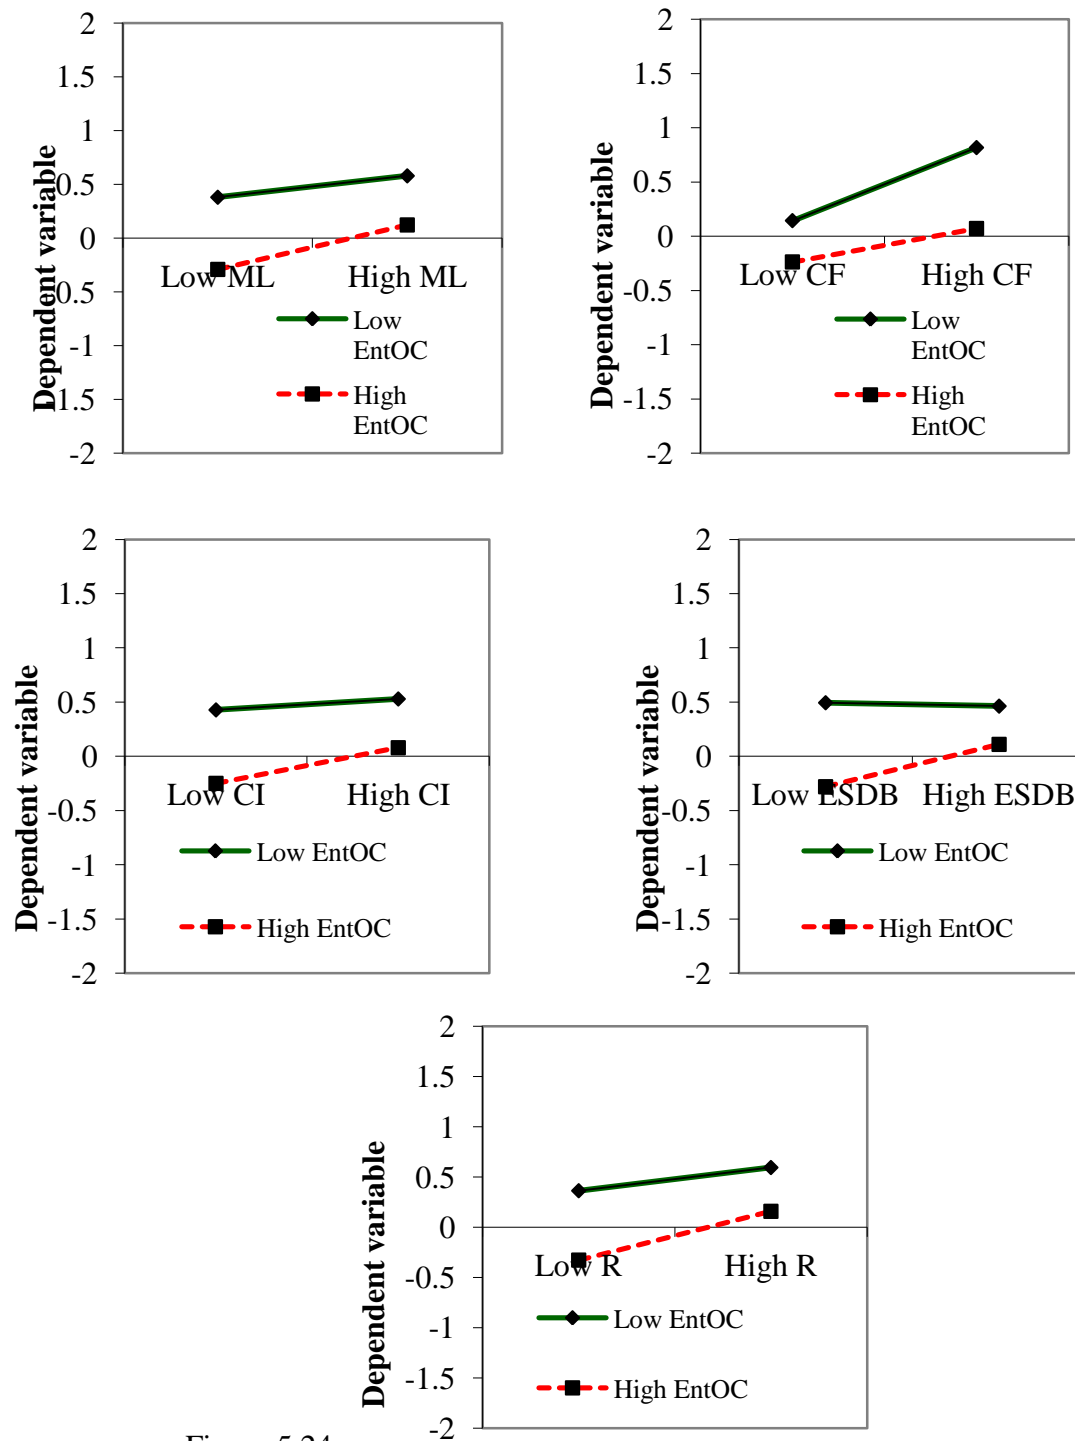 2
1.5
1
0.5
0
-0.5
-1
-1.5
-2
Dependent variable
Low ML
High ML
Low
EntOC
High
EntOC
2
1.5
1
0.5
0
-0.5
-1
-1.5
-2
Dependent variable
Low CF
High CF
Low
EntOC
High
EntOC
2
1.5
1
0.5
0
-0.5
-1
-1.5
-2
Dependent variable
Low CI
High CI
Low EntOC
High EntOC
2
1.5
1
0.5
0
-0.5
-1
-1.5
-2
Dependent variable
Low ESDB
High ESDB
Low EntOC
High EntOC
2
1.5
1
0.5
0
-0.5
-1
-1.5
-2
Dependent variable
Low R
High R
Low EntOC
High EntOC
Figure 5.24